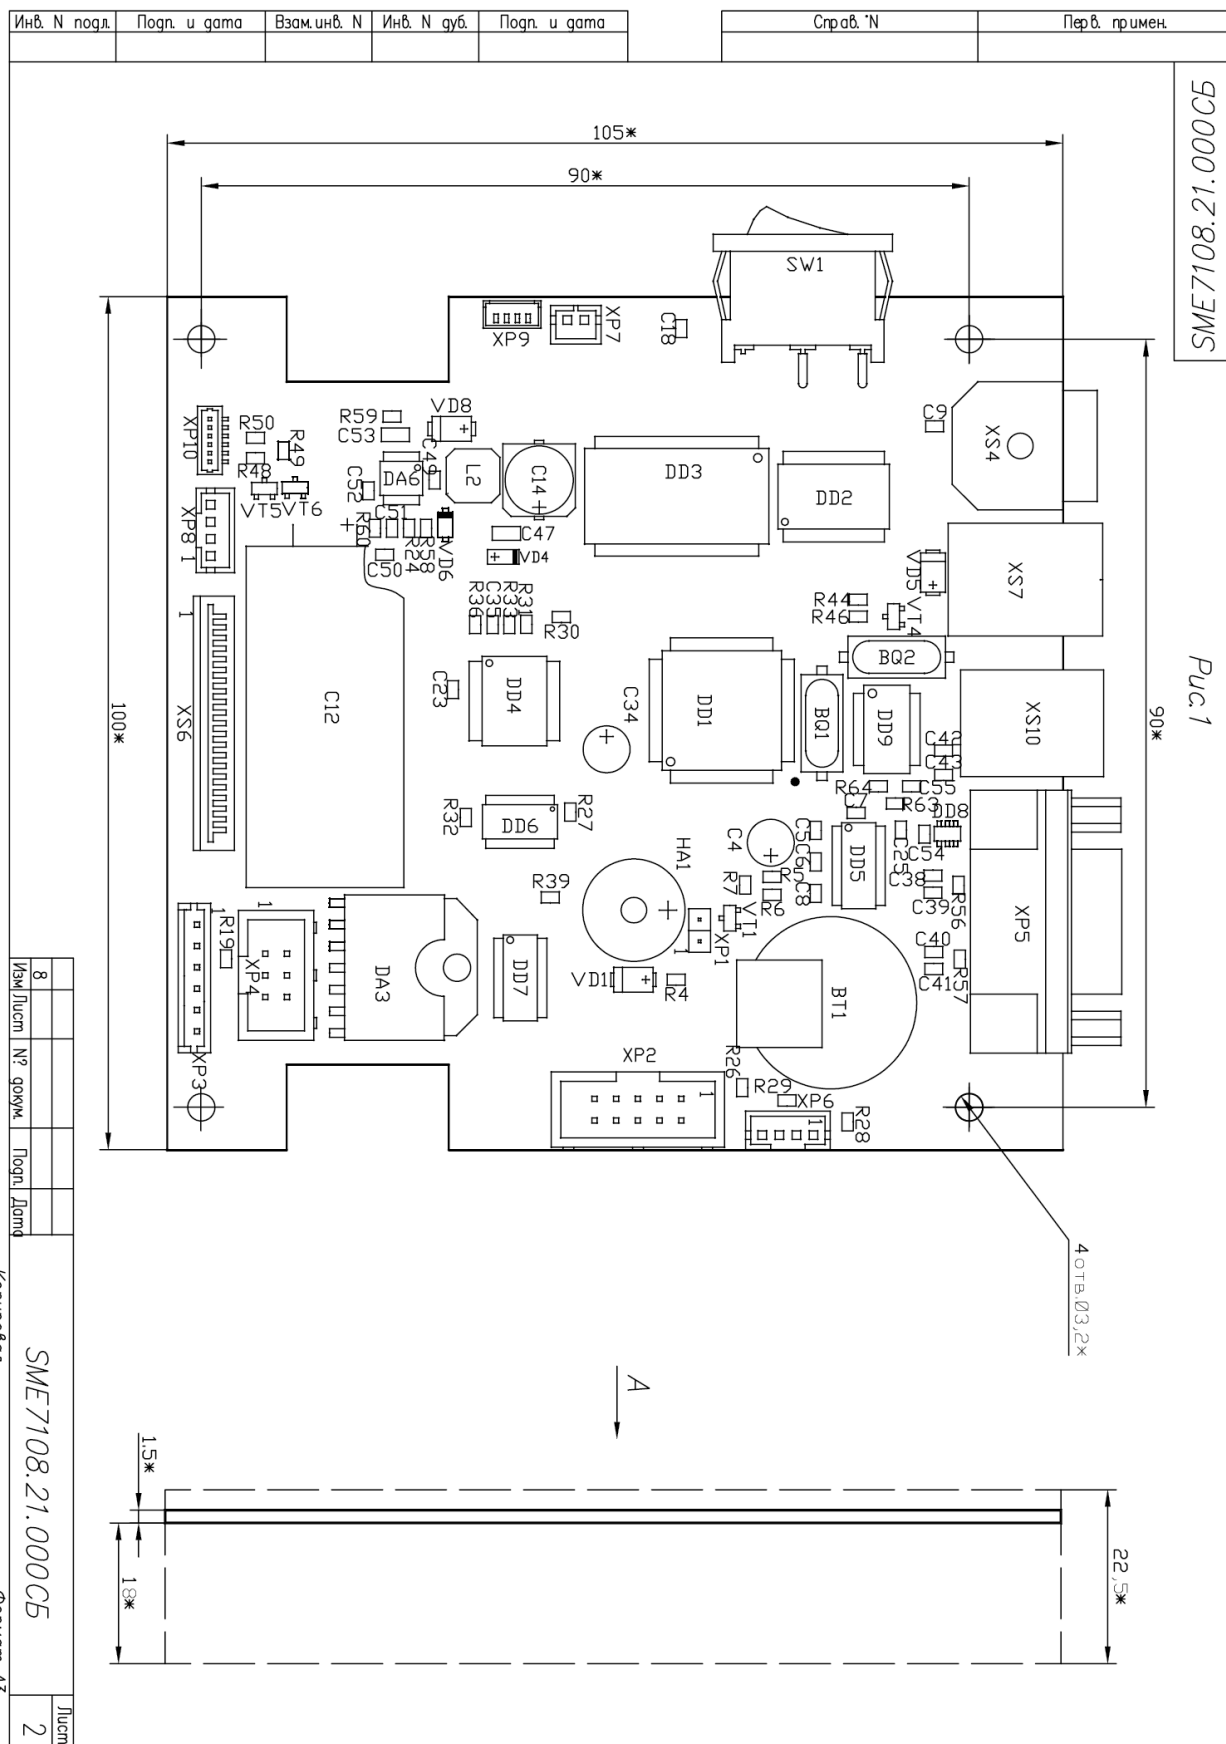 Инв. N подл.
Подп. и дата
Взам.инв. N
Инв. N дуб.
Подп. и дата
Справ. N
Перв. примен.
SME7108.21.000СБ
Рис.1
105*
90*
SW1
XP9
XP7
C18
C9
XS4
R59
C53
VD8
XP10
R50
R49
R48
VT5
VT6
C52
DA6
C49
L2
C14
+
DD3
DD2
XP8
1
+
R60
C51
R24
R58
C50
VD6
C47
+
VD4
VD5
+
XS7
R44
R46
VT4
R36
C35
R33
R31
R30
BQ2
XS6
1
C12
C23
DD4
C34
+
DD1
BQ1
DD9
XS10
C42
C43
R64
C55
R63
DD8
C7
100*
90*
R32
DD6
R27
HA1
+
C4
+
C5
C6
C8
R5
R7
R6
DD5
C25
C54
C38
C39
R56
XP5
R39
VT1
XP1
1
C40
C41
R57
1
R19
XP3
1
XP4
DA3
DD7
VD1
+
R4
BT1
XP2
1
R26
R29
XP6
1
R28
4 отв.Ø3,2*
А
1.5*
18*
22,5*
8
Изм
Лист
N? докум.
Подп.
Дата
SME7108.21.000СБ
Лист
2